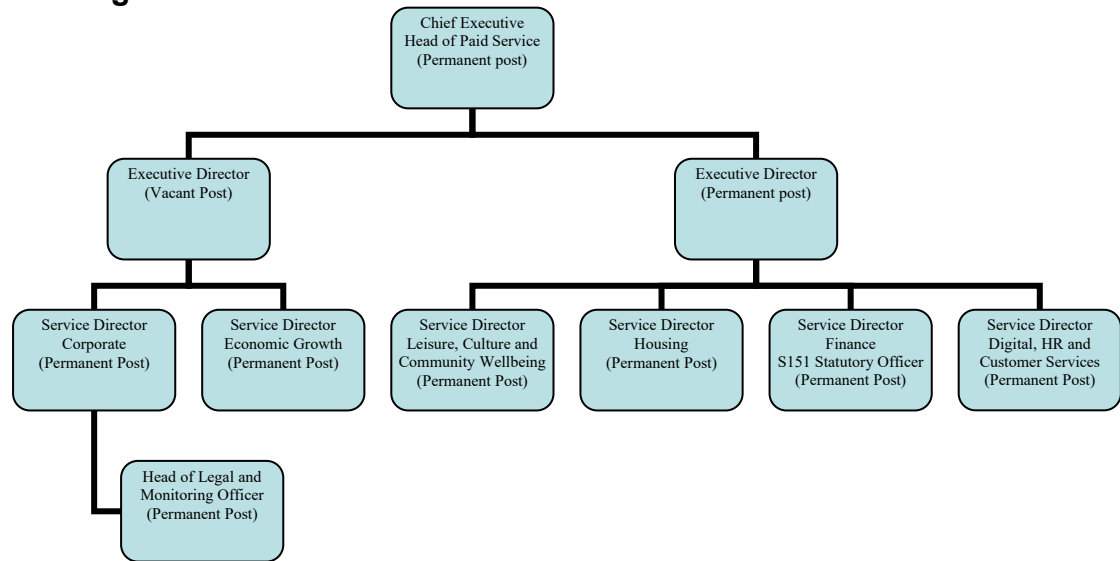 Chief Executive
Head of Paid Service
(Permanent post)
Executive Director
(Vacant Post)
Executive Director
(Permanent post)
Service Director
Corporate
(Permanent Post)
Service Director
Economic Growth
(Permanent Post)
Service Director
Leisure, Culture and
Community Wellbeing
(Permanent Post)
Service Director
Housing
(Permanent Post)
Service Director
Finance
S151 Statutory Officer
(Permanent Post)
Service Director
Digital, HR and
Customer Services
(Permanent Post)
Head of Legal and
Monitoring Officer
(Permanent Post)